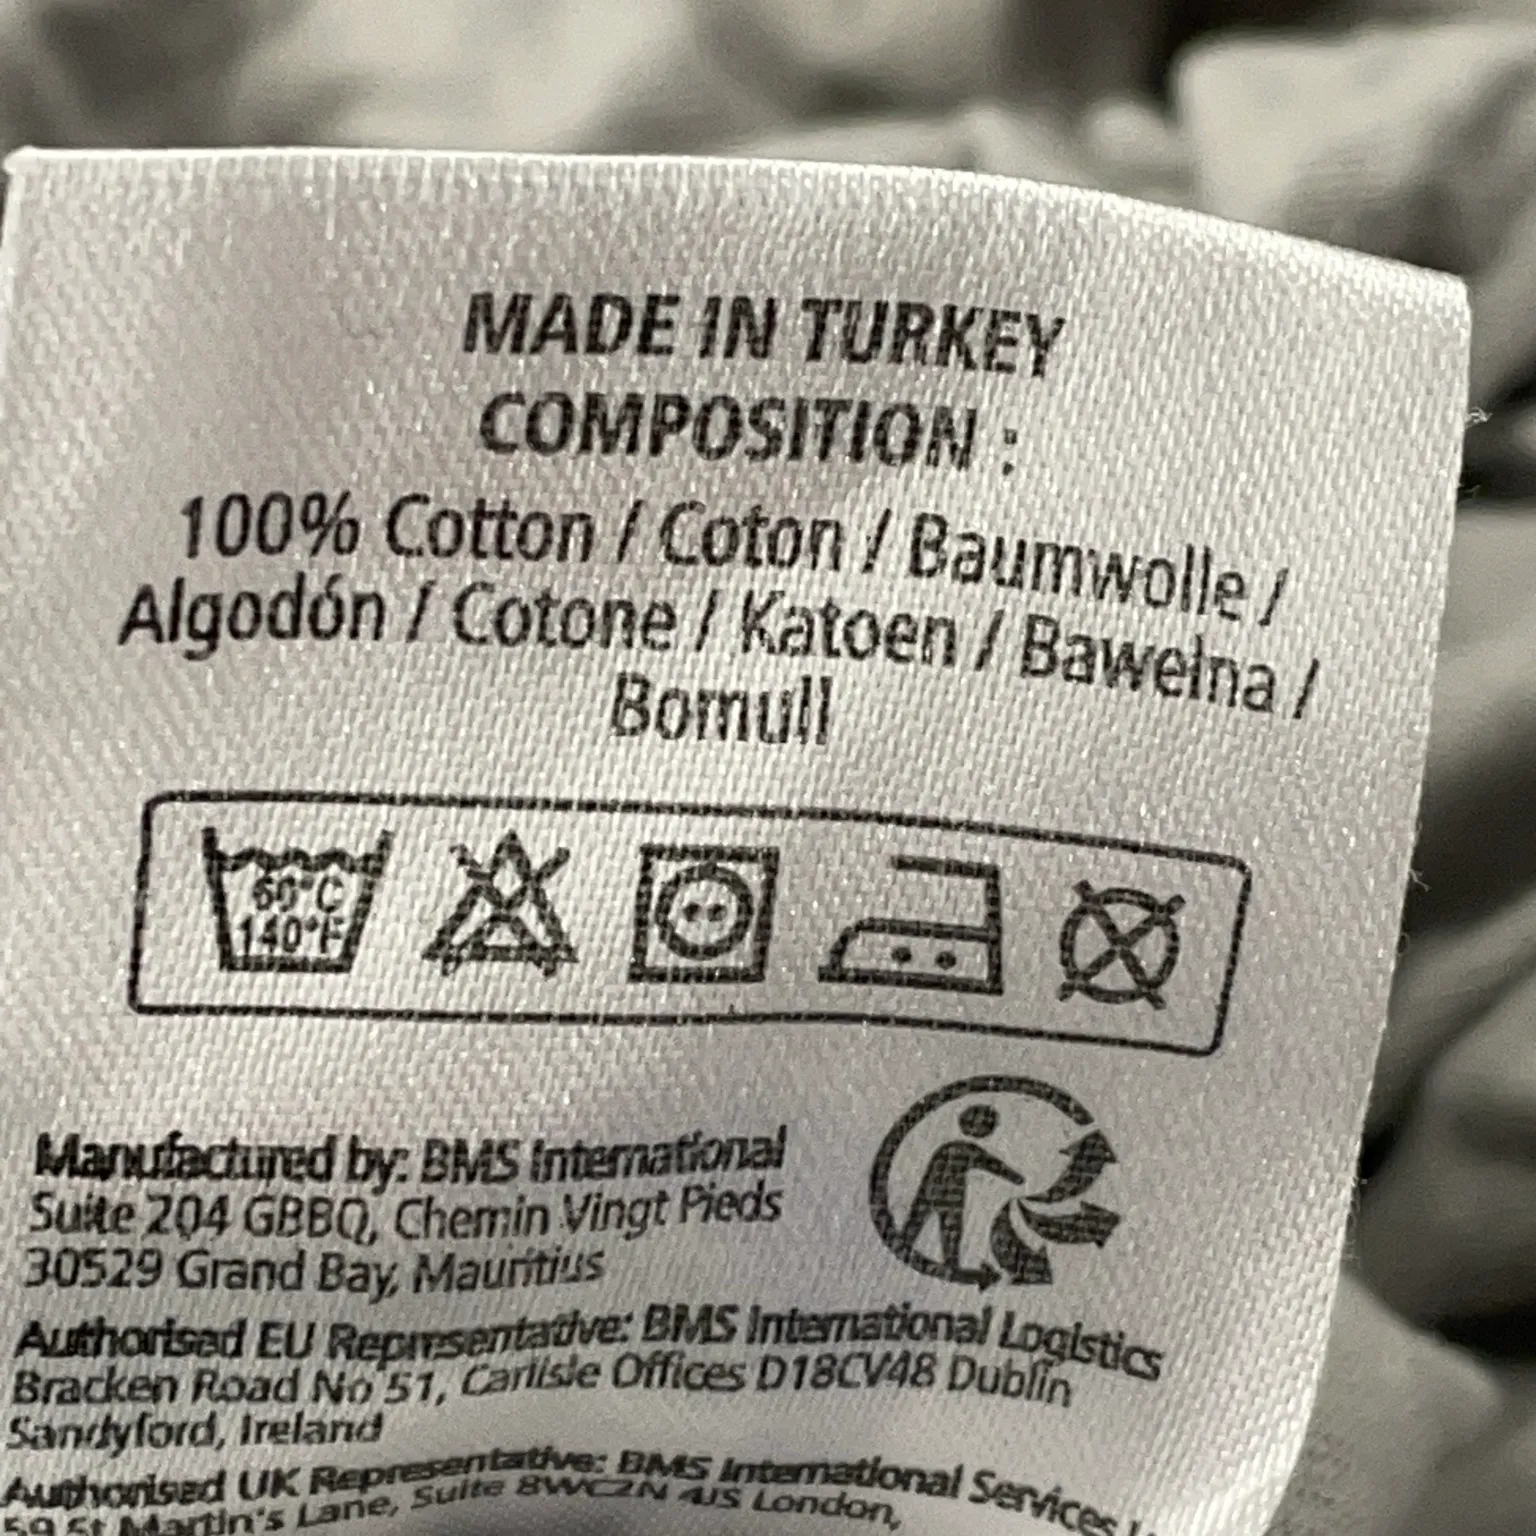 MADE IN TURKEY
COMPOSITION :
100% Cotton / Coton / Baumwolle /
Algodón / Cotone / Katoen / Bawełna /
Bomull
60°C
140°F
Manufactured by: BMS International
Suite 204 GBBQ, Chemin Vingt Pieds
30529 Grand Bay, Mauritius
Authorised EU Representative: BMS International Logistics
Bracken Road No 51, Carlisle Offices D18CV48 Dublin
Sandyford, Ireland
Authorised UK Representative: BMS International Services
59 St Martin's Lane, Suite 8WC2N 4JS London,